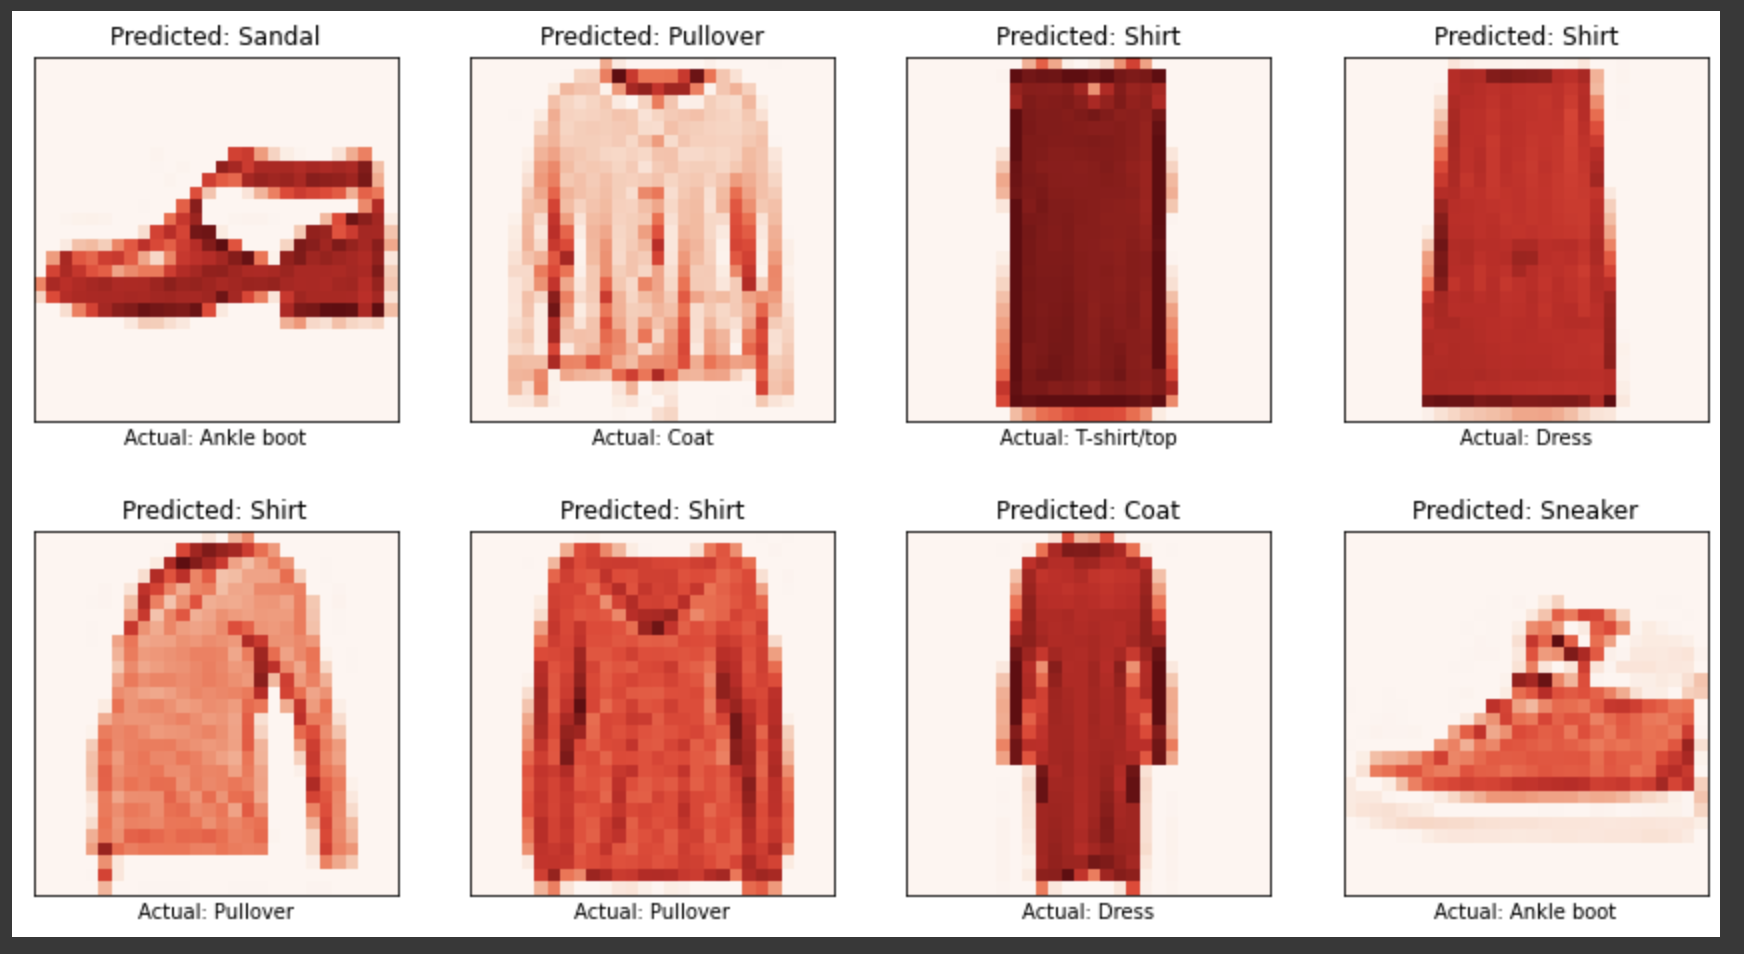 Predicted: Sandal
Predicted: Pullover
Predicted: Shirt
Predicted: Shirt
Actual: Ankle boot
Actual: Coat
Actual: T-shirt/top
Actual: Dress
Predicted: Shirt
Predicted: Shirt
Predicted: Coat
Predicted: Sneaker
Actual: Pullover
Actual: Pullover
Actual: Dress
Actual: Ankle boot